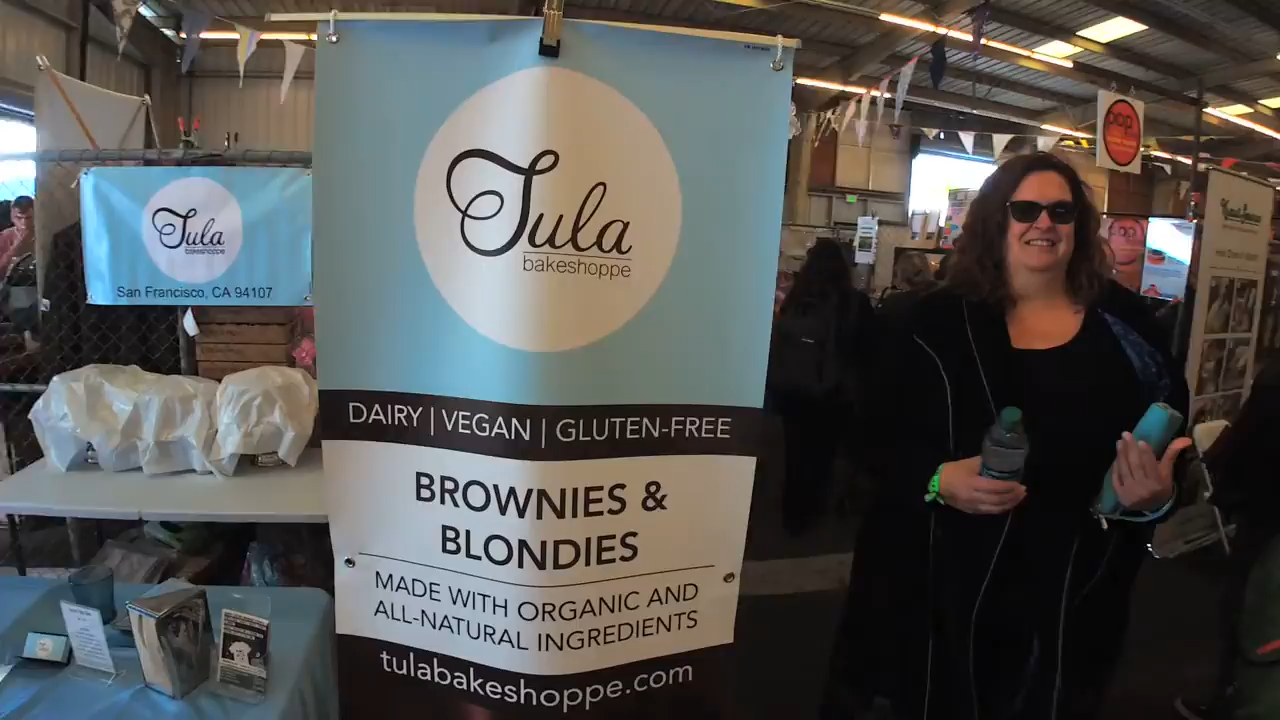 Tula
bakeshoppe
San Francisco, CA 94107
Tula
bakeshoppe
DAIRY | VEGAN | GLUTEN-FREE
BROWNIES &
BLONDIES
MADE WITH ORGANIC AND
ALL-NATURAL INGREDIENTS
tulabakeshoppe.com
pop